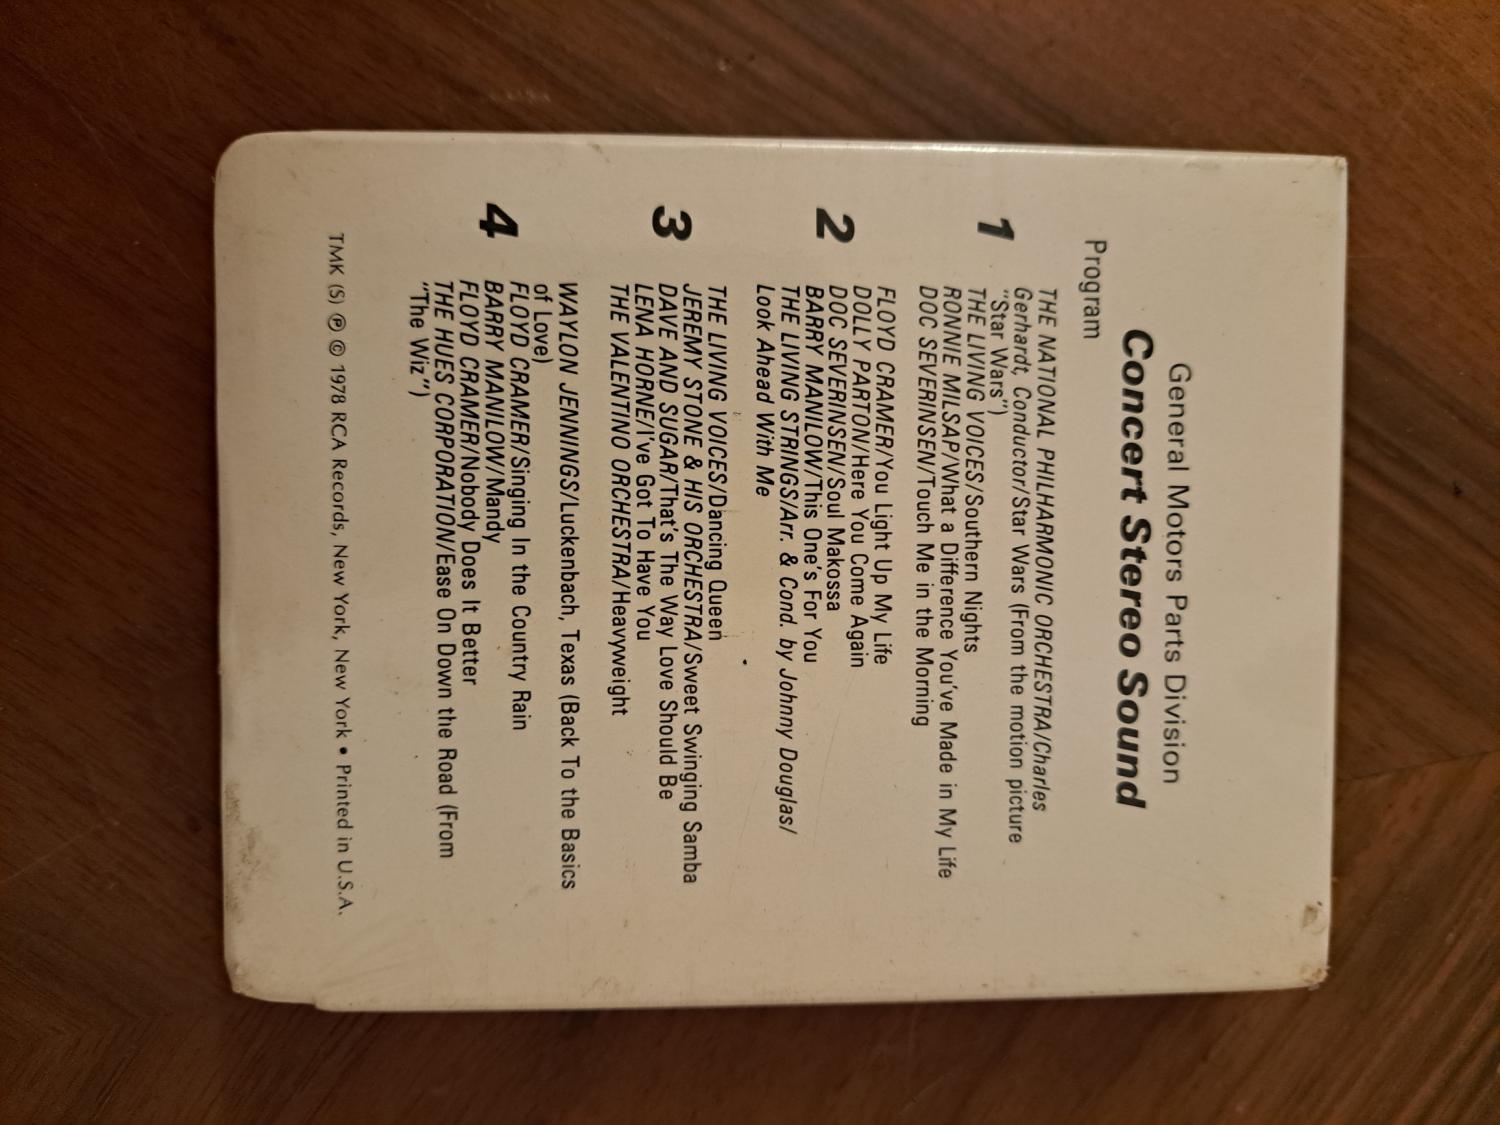 General Motors Parts Division
Concert Stereo Sound
Program
1
THE NATIONAL PHILHARMONIC ORCHESTRA/Charles
Gerhardt, Conductor/Star Wars (From the motion picture
"Star Wars")
THE LIVING VOICES/Southern Nights
RONNIE MILSAP/What a Difference You've Made in My Life
DOC SEVERINSEN/Touch Me in the Morning
2
FLOYD CRAMER/You Light Up My Life
DOLLY PARTON/Here You Come Again
DOC SEVERINSEN/Soul Makossa
BARRY MANILOW/This One's For You
THE LIVING STRINGS/Arr. & Cond. by Johnny Douglas/
Look Ahead With Me
3
THE LIVING VOICES/Dancing Queen
JEREMY STONE & HIS ORCHESTRA/Sweet Swinging Samba
DAVE AND SUGAR/That's The Way Love Should Be
LENA HORNE/I've Got To Have You
THE VALENTINO ORCHESTRA/Heavyweight
4
WAYLON JENNINGS/Luckenbach, Texas (Back To the Basics
of Love)
FLOYD CRAMER/Singing In the Country Rain
BARRY MANILOW/Mandy
FLOYD CRAMER/Nobody Does It Better
THE HUES CORPORATION/Ease On Down the Road (From
"The Wiz")
TMK (S) ℗ © 1978 RCA Records, New York, New York • Printed in U.S.A.